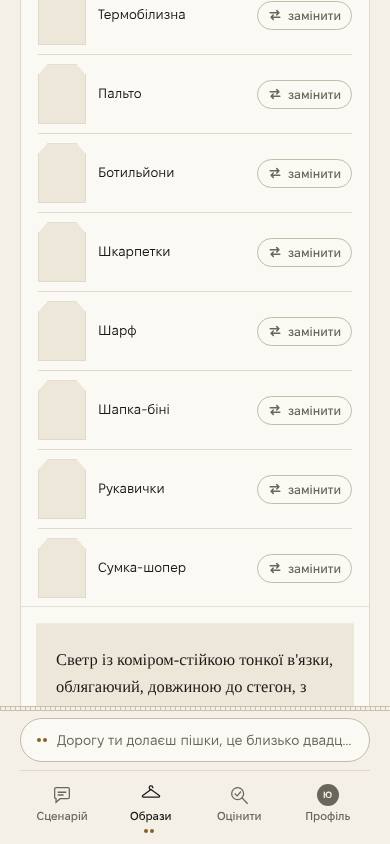 Термобілизна
замінити
Пальто
замінити
Ботильйони
замінити
Шкарпетки
замінити
Шарф
замінити
Шапка-біні
замінити
Рукавички
замінити
Сумка-шопер
замінити
Светр із коміром-стійкою тонкої в'язки,
облягаючий, довжиною до стегон, з
Дорогу ти долаєш пішки, це близько двадц...
Сценарій
Образи
Оцінити
Ю
Профіль